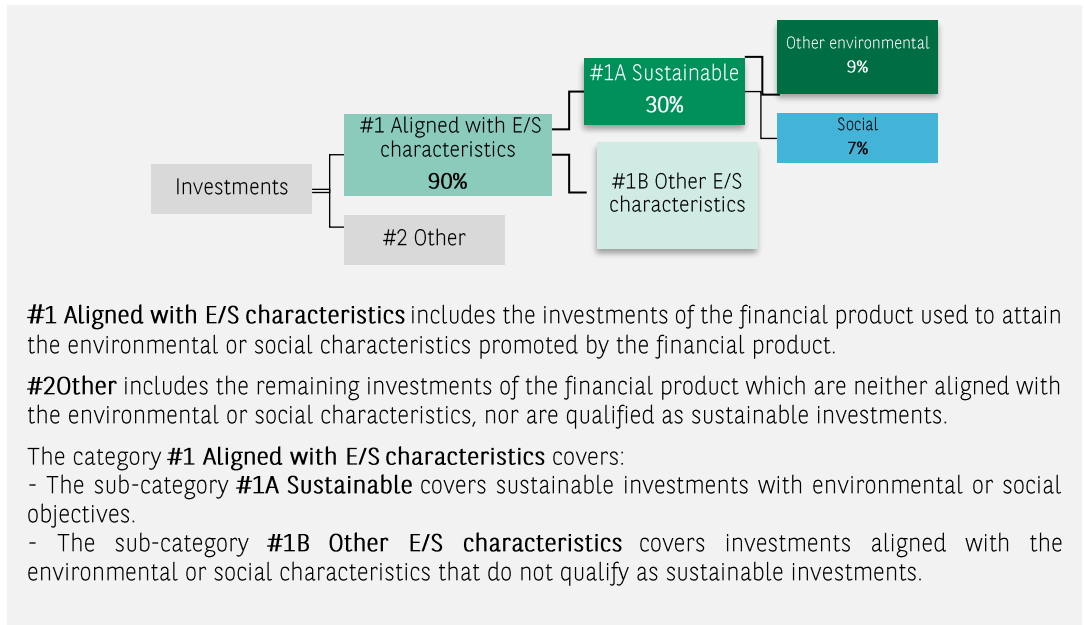 Investments
#1 Aligned with E/S
characteristics
90%
#2 Other
#1A Sustainable
30%
#1B Other E/S
characteristics
Other environmental
9%
Social
7%
#1 Aligned with E/S characteristics includes the investments of the financial product used to attain
the environmental or social characteristics promoted by the financial product.
#2Other includes the remaining investments of the financial product which are neither aligned with
the environmental or social characteristics, nor are qualified as sustainable investments.
The category #1 Aligned with E/S characteristics covers:
- The sub-category #1A Sustainable covers sustainable investments with environmental or social
objectives.
- The sub-category #1B Other E/S characteristics covers investments aligned with the
environmental or social characteristics that do not qualify as sustainable investments.